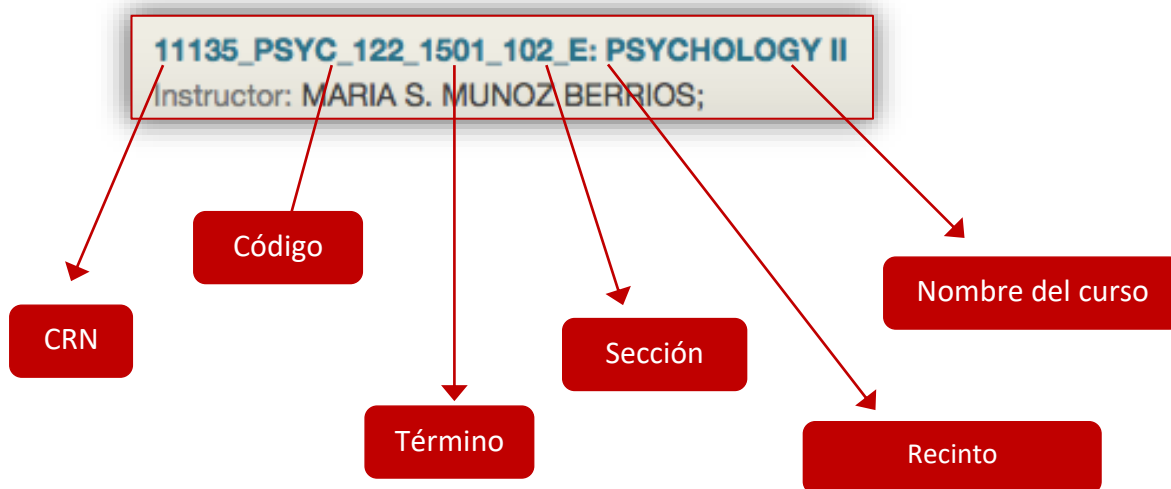 11135_PSYC_122_1501_102_E: PSYCHOLOGY II
Instructor: MARIA S. MUNOZ BERRIOS;
Código
Nombre del curso
CRN
Sección
Término
Recinto